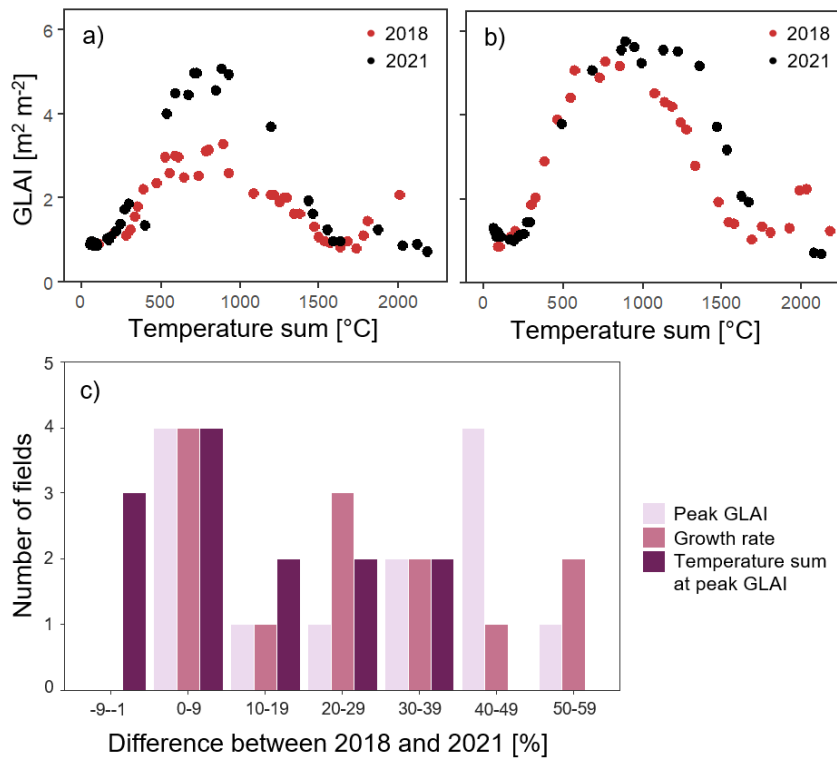 a)
2018
2021
b)
2018
2021
GLAI [m² m⁻²]
6
4
2
0
0 500 1000 1500 2000
0 500 1000 1500 2000
Temperature sum [°C]
Temperature sum [°C]
c)
Number of fields
5
4
3
2
1
0
-9--1 0-9 10-19 20-29 30-39 40-49 50-59
Difference between 2018 and 2021 [%]
Peak GLAI
Growth rate
Temperature sum
at peak GLAI